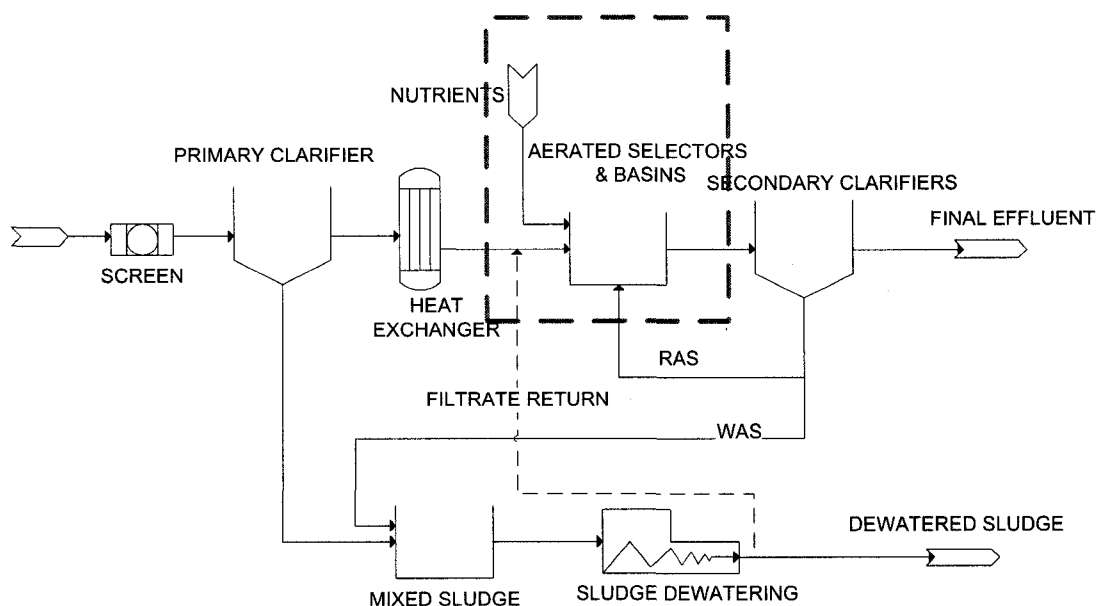 NUTRIENTS
PRIMARY CLARIFIER
AERATED SELECTORS
& BASINS
SECONDARY CLARIFIERS
FINAL EFFLUENT
SCREEN
HEAT
EXCHANGER
RAS
FILTRATE RETURN
WAS
DEWATERED SLUDGE
MIXED SLUDGE
SLUDGE DEWATERING